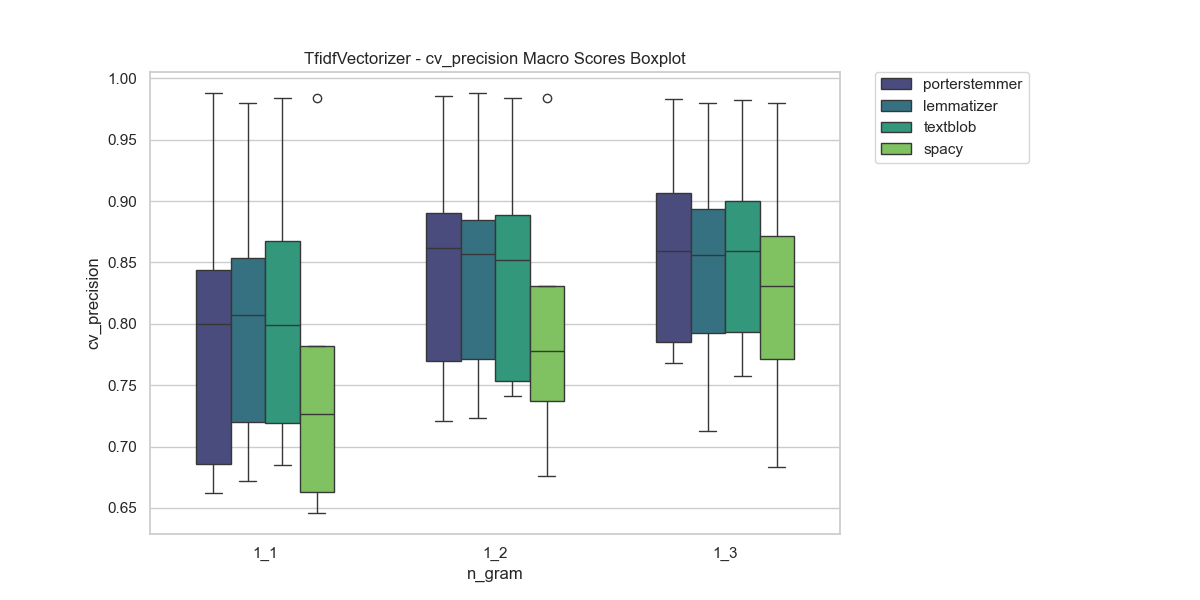 TfidfVectorizer - cv_precision Macro Scores Boxplot
1.00
0.95
0.90
0.85
0.80
0.75
0.70
0.65
cv_precision
1_1
1_2
1_3
n_gram
porterstemmer
lemmatizer
textblob
spacy